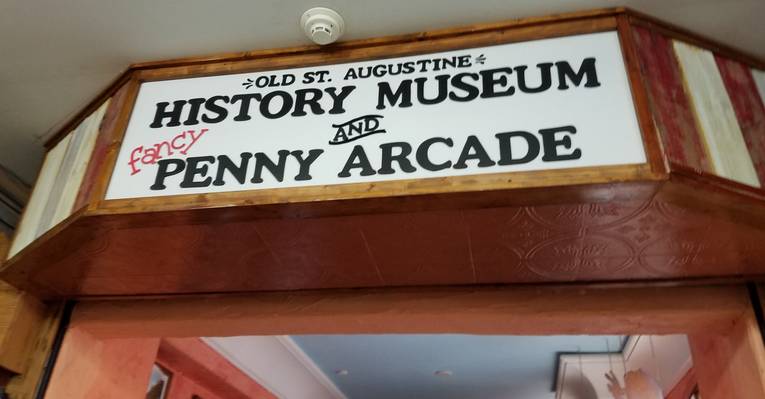 OLD ST. AUGUSTINE
HISTORY MUSEUM
AND
fancy
PENNY ARCADE